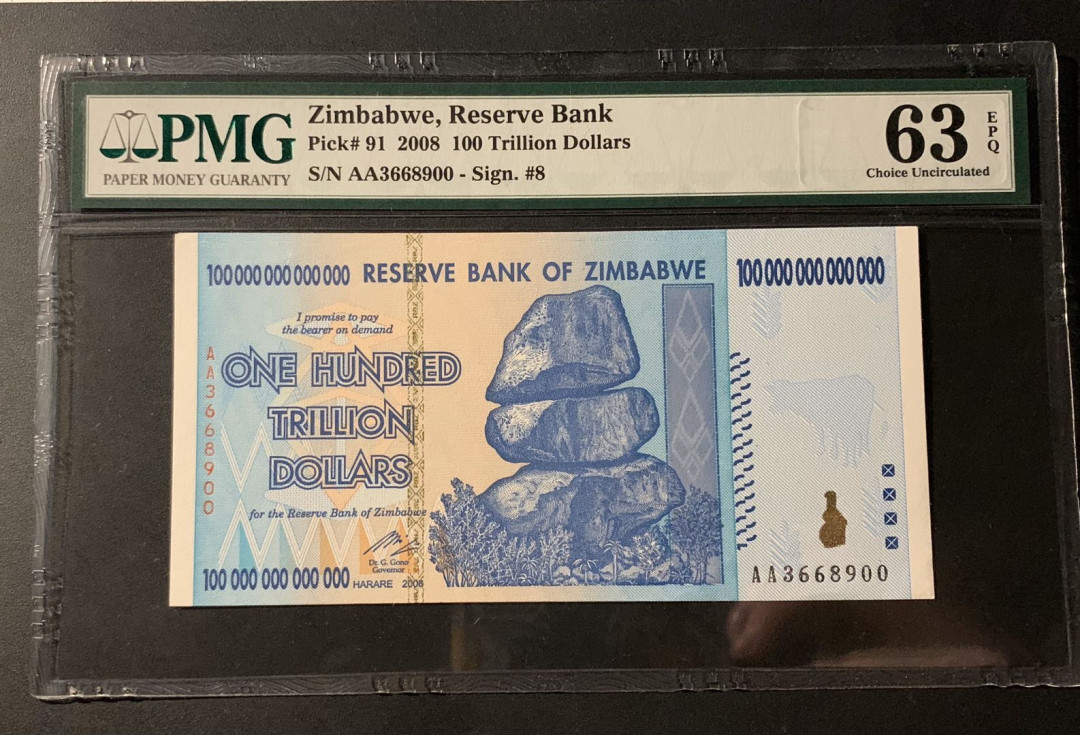 PMG
PAPER MONEY GUARANTY
Zimbabwe, Reserve Bank
Pick# 91 2008 100 Trillion Dollars
S/N AA3668900 - Sign. #8
63
EPQ
Choice Uncirculated
100 000 000 000 000 RESERVE BANK OF ZIMBABWE 100 000 000 000 000
I promise to pay
the bearer on demand
AA3668900
ONE HUNDRED
TRILLION
DOLLARS
for the Reserve Bank of Zimbabwe
Dr. G. Gono
Governor
100 000 000 000 000 HARARE 2008
AA3668900